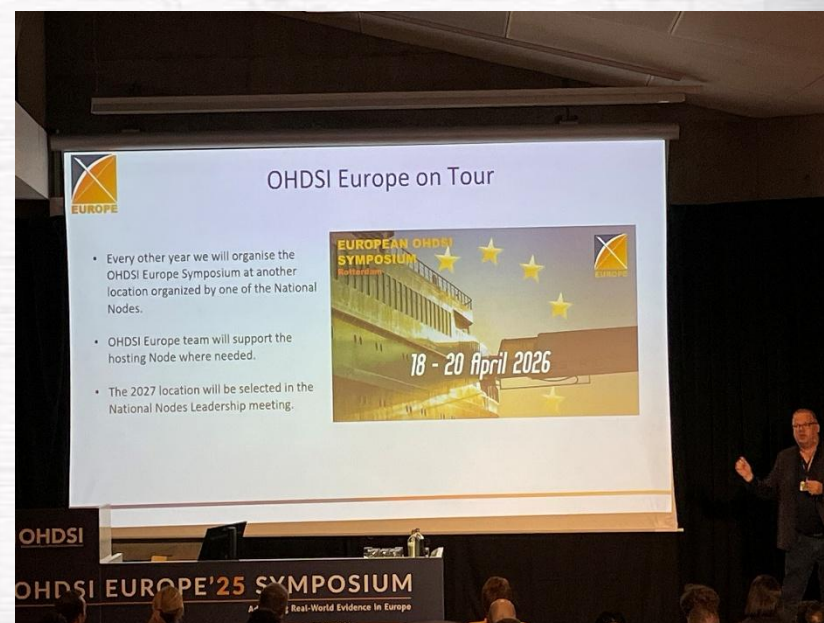 EUROPE
OHDSI Europe on Tour
• Every other year we will organise the
OHDSI Europe Symposium at another
location organized by one of the National
Nodes.
• OHDSI Europe team will support the
hosting Node where needed.
• The 2027 location will be selected in the
National Nodes Leadership meeting.
EUROPEAN OHDSI
SYMPOSIUM
Rotterdam
EUROPE
18 - 20 April 2026
OHDSI
OHDSI EUROPE'25 SYMPOSIUM
Real-World Evidence in Europe